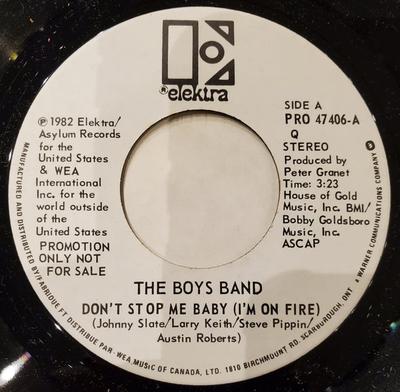 ® elektra
℗ 1982 Elektra/
Asylum Records
for the
United States
& WEA
International
Inc. for the
world outside
of the
United States
PROMOTION
ONLY NOT
FOR SALE
SIDE A
PRO 47406-A
Q
STEREO
Produced by
Peter Granet
Time: 3:23
House of Gold
Music, Inc. BMI/
Bobby Goldsboro
Music, Inc.
ASCAP
THE BOYS BAND
DON'T STOP ME BABY (I'M ON FIRE)
(Johnny Slate/Larry Keith/Steve Pippin/
Austin Roberts)
MANUFACTURED AND DISTRIBUTED BY/FABRIQUE ET DISTRIBUE PAR-WEA MUSIC OF CANADA, LTD. 1810 BIRCHMOUNT RD. SCARBOROUGH, ONT. A WARNER COMMUNICATIONS COMPANY